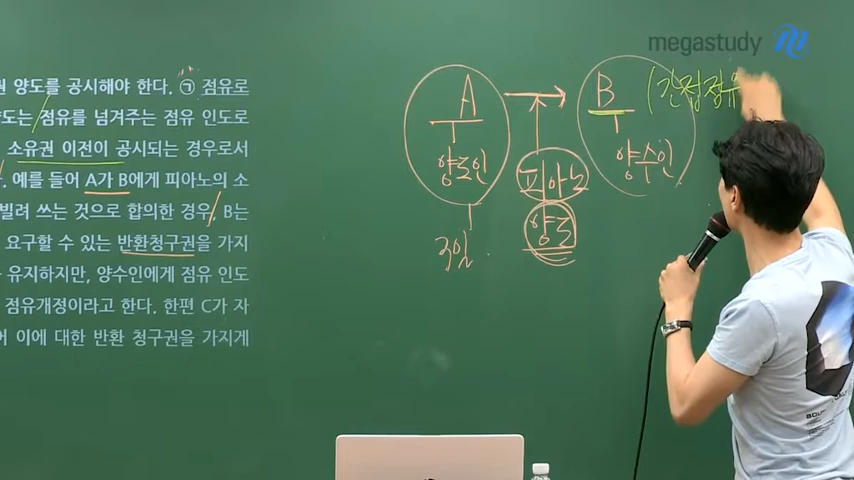 megastudy
권 양도를 공시해야 한다. ㉠ 점유로
양도는 점유를 넘겨주는 점유 인도로
소유권 이전이 공시되는 경우로서
예를 들어 A가 B에게 피아노의 소
빌려 쓰는 것으로 합의한 경우, B는
요구할 수 있는 반환청구권을 가지
유지하지만, 양수인에게 점유 인도
점유개정이라고 한다. 한편 C가 자
이에 대한 반환 청구권을 가지게
A
양도인
3일
피아노
양도
B
양수인
(간접점유